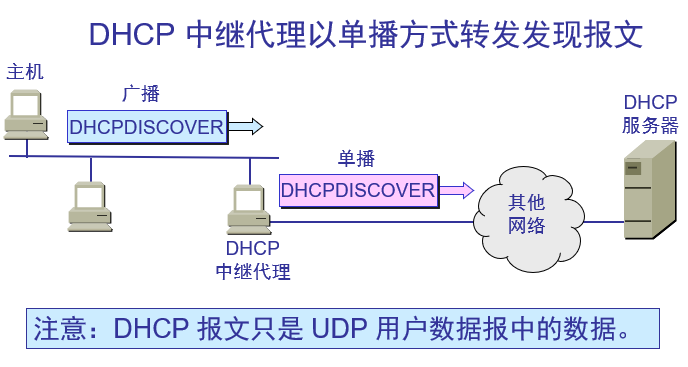 DHCP 中继代理以单播方式转发发现报文
主机
广播
DHCPDISCOVER
DHCP
服务器
单播
DHCPDISCOVER
其他
网络
DHCP
中继代理
注意：DHCP 报文只是 UDP 用户数据报中的数据。